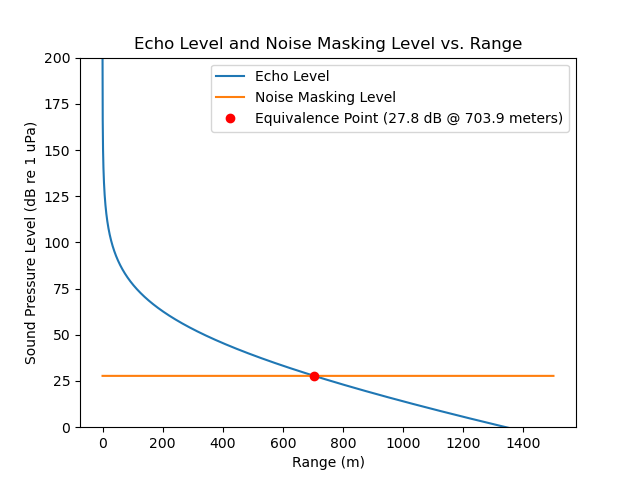 Echo Level and Noise Masking Level vs. Range
Sound Pressure Level (dB re 1 uPa)
200
175
150
125
100
75
50
25
0
Echo Level
Noise Masking Level
Equivalence Point (27.8 dB @ 703.9 meters)
0 200 400 600 800 1000 1200 1400
Range (m)